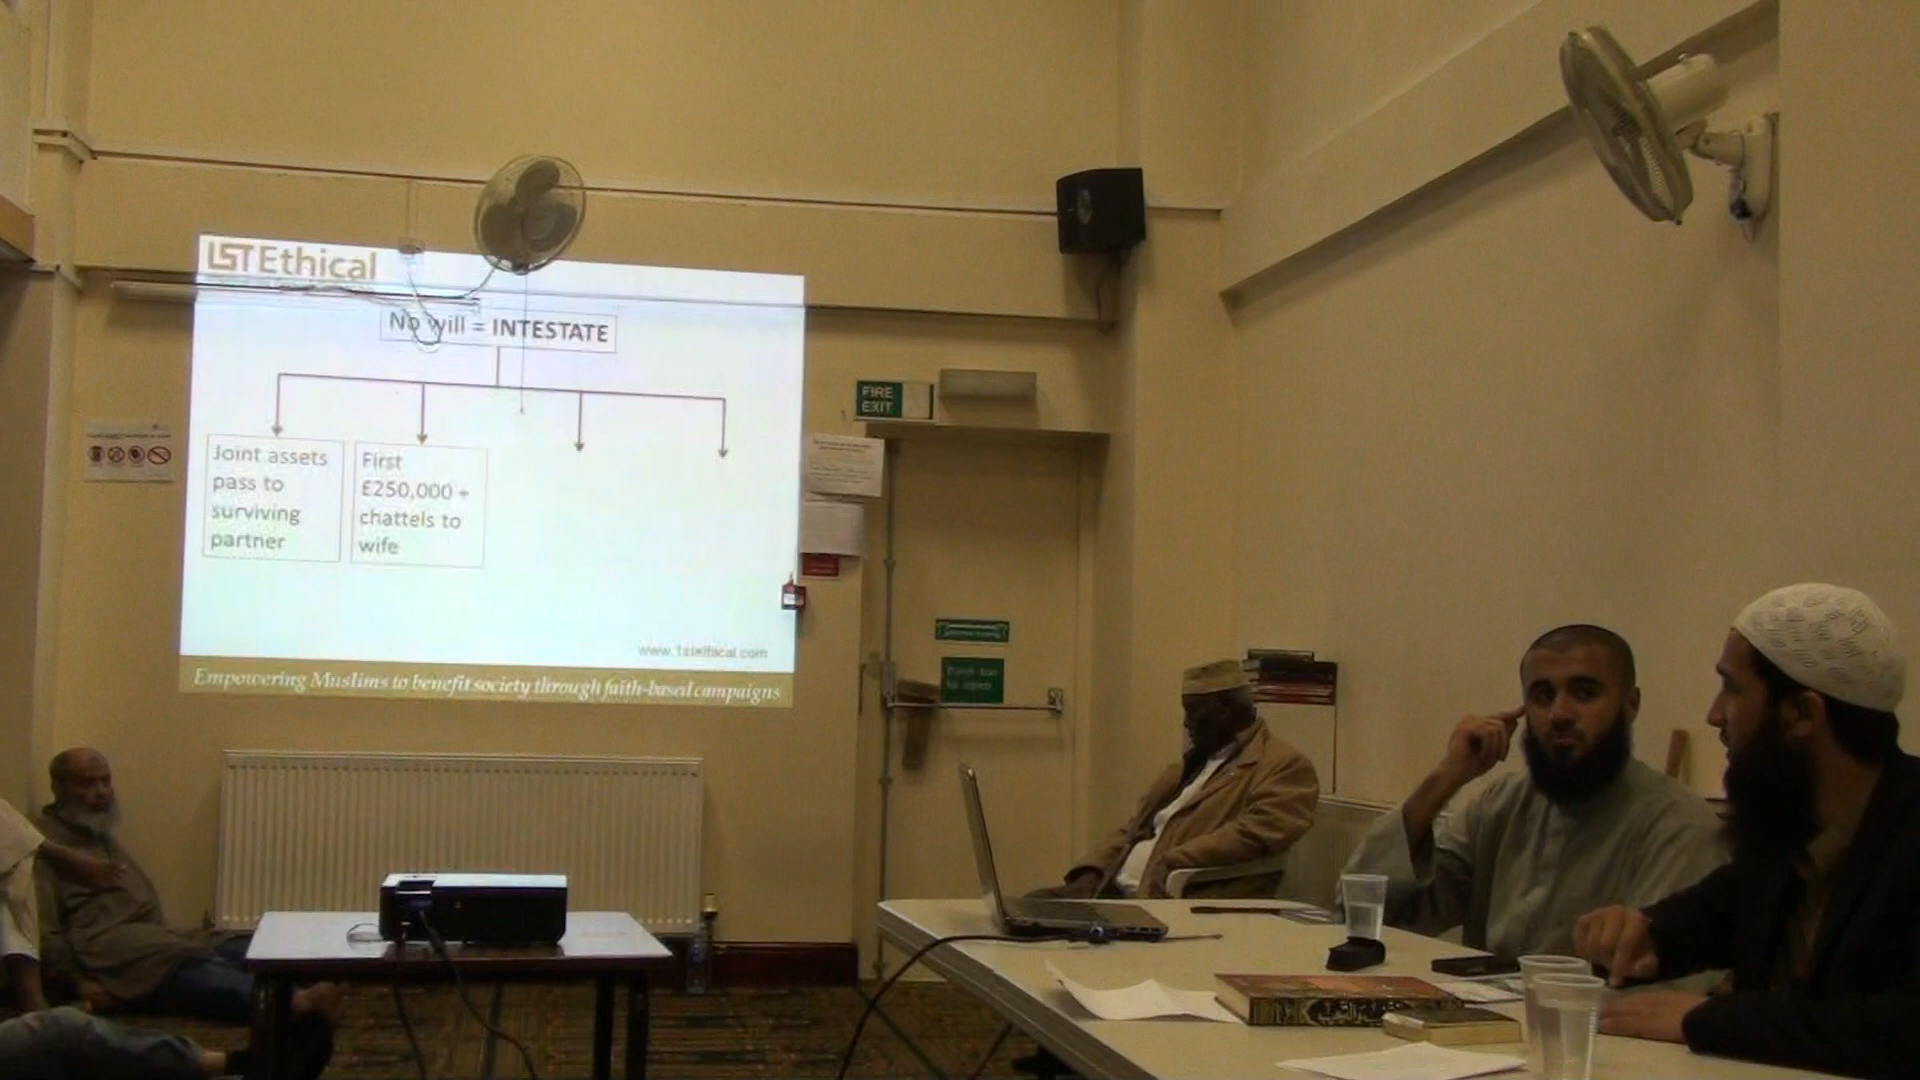 1ST Ethical
No will = INTESTATE
Joint assets
pass to
surviving
partner
First
£250,000 +
chattels to
wife
www.1stethical.com
Empowering Muslims to benefit society through faith-based campaigns
FIRE
EXIT